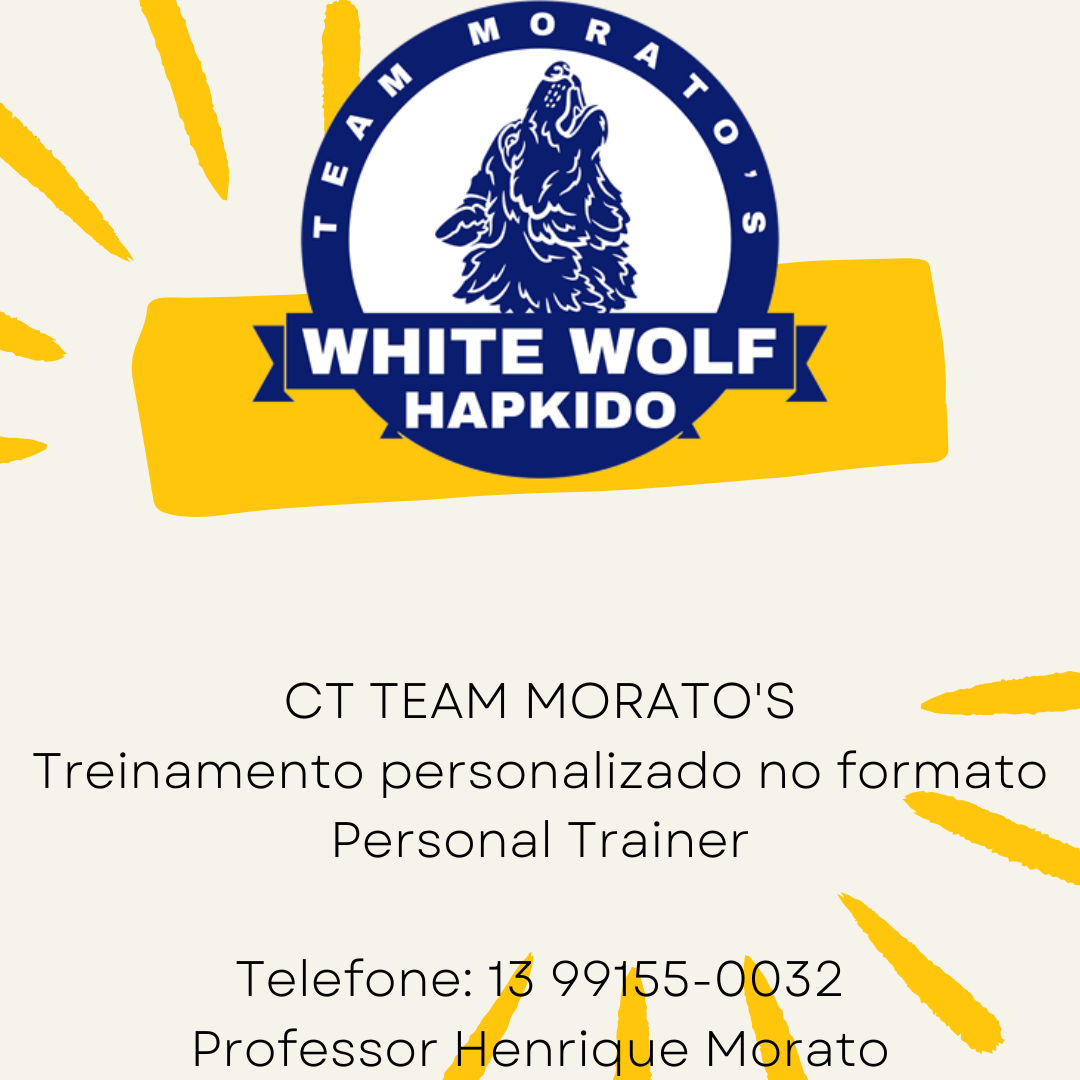 TEAM MORATO'S
WHITE WOLF
HAPKIDO
CT TEAM MORATO'S
Treinamento personalizado no formato
Personal Trainer
Telefone: 13 99155-0032
Professor Henrique Morato